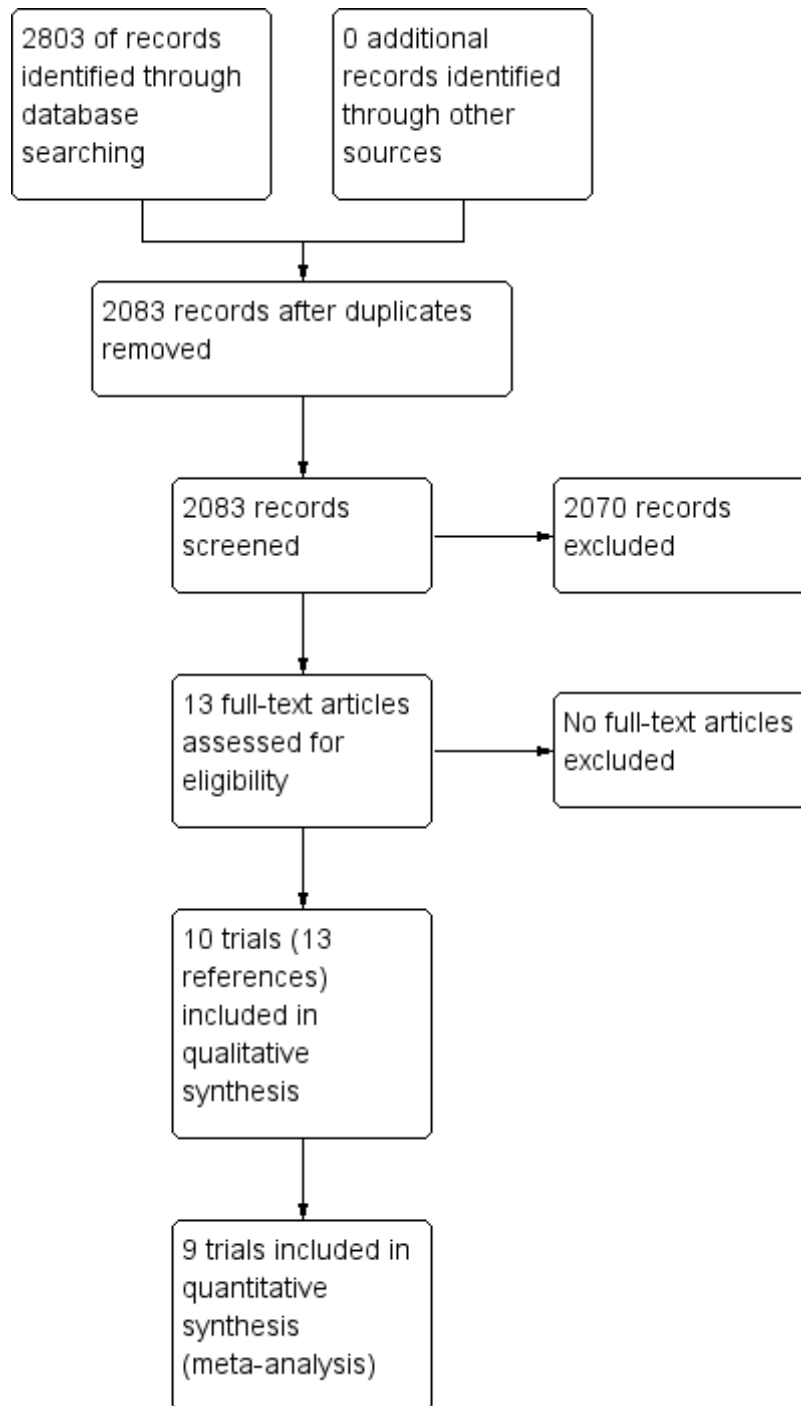 2803 of records
identified through
database
searching
0 additional
records identified
through other
sources
2083 records after duplicates
removed
2083 records
screened
2070 records
excluded
13 full-text articles
assessed for
eligibility
No full-text articles
excluded
10 trials (13
references)
included in
qualitative
synthesis
9 trials included in
quantitative
synthesis
(meta-analysis)